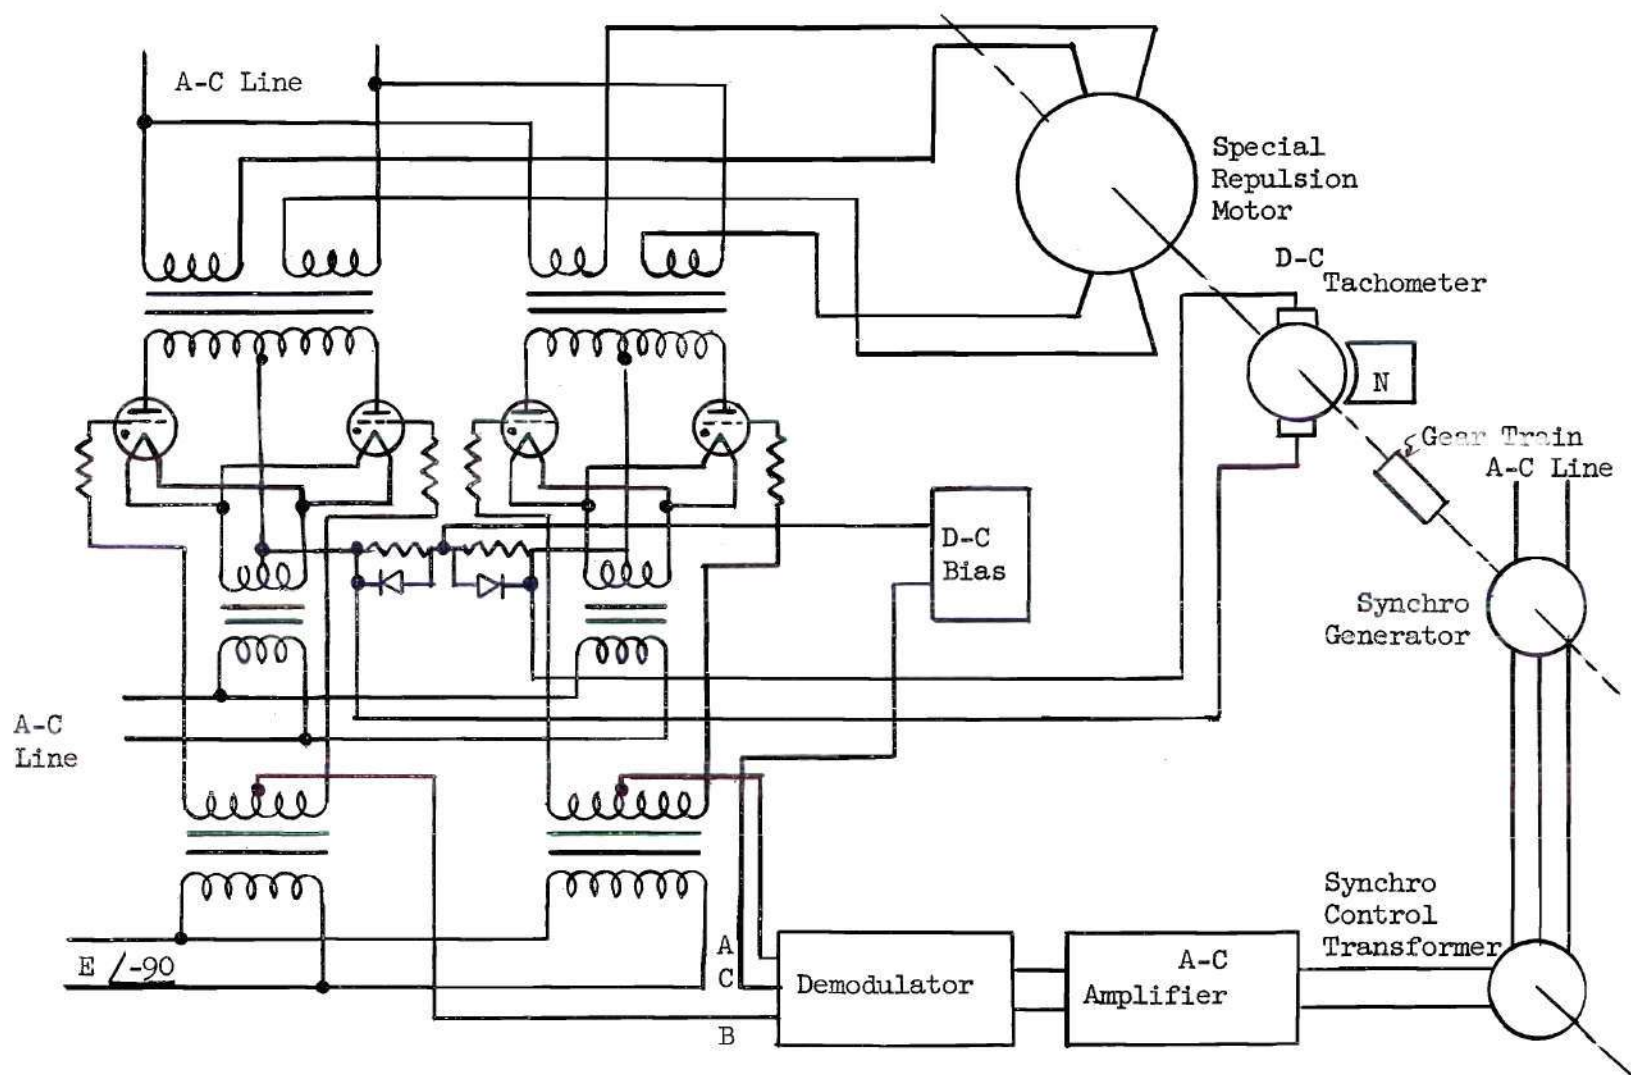 A-C Line
Special
Repulsion
Motor
D-C
Tachometer
N
Gear Train
A-C Line
D-C
Bias
Synchro
Generator
A-C
Line
Synchro
Control
Transformer
E /-90
A
C
B
Demodulator
A-C
Amplifier